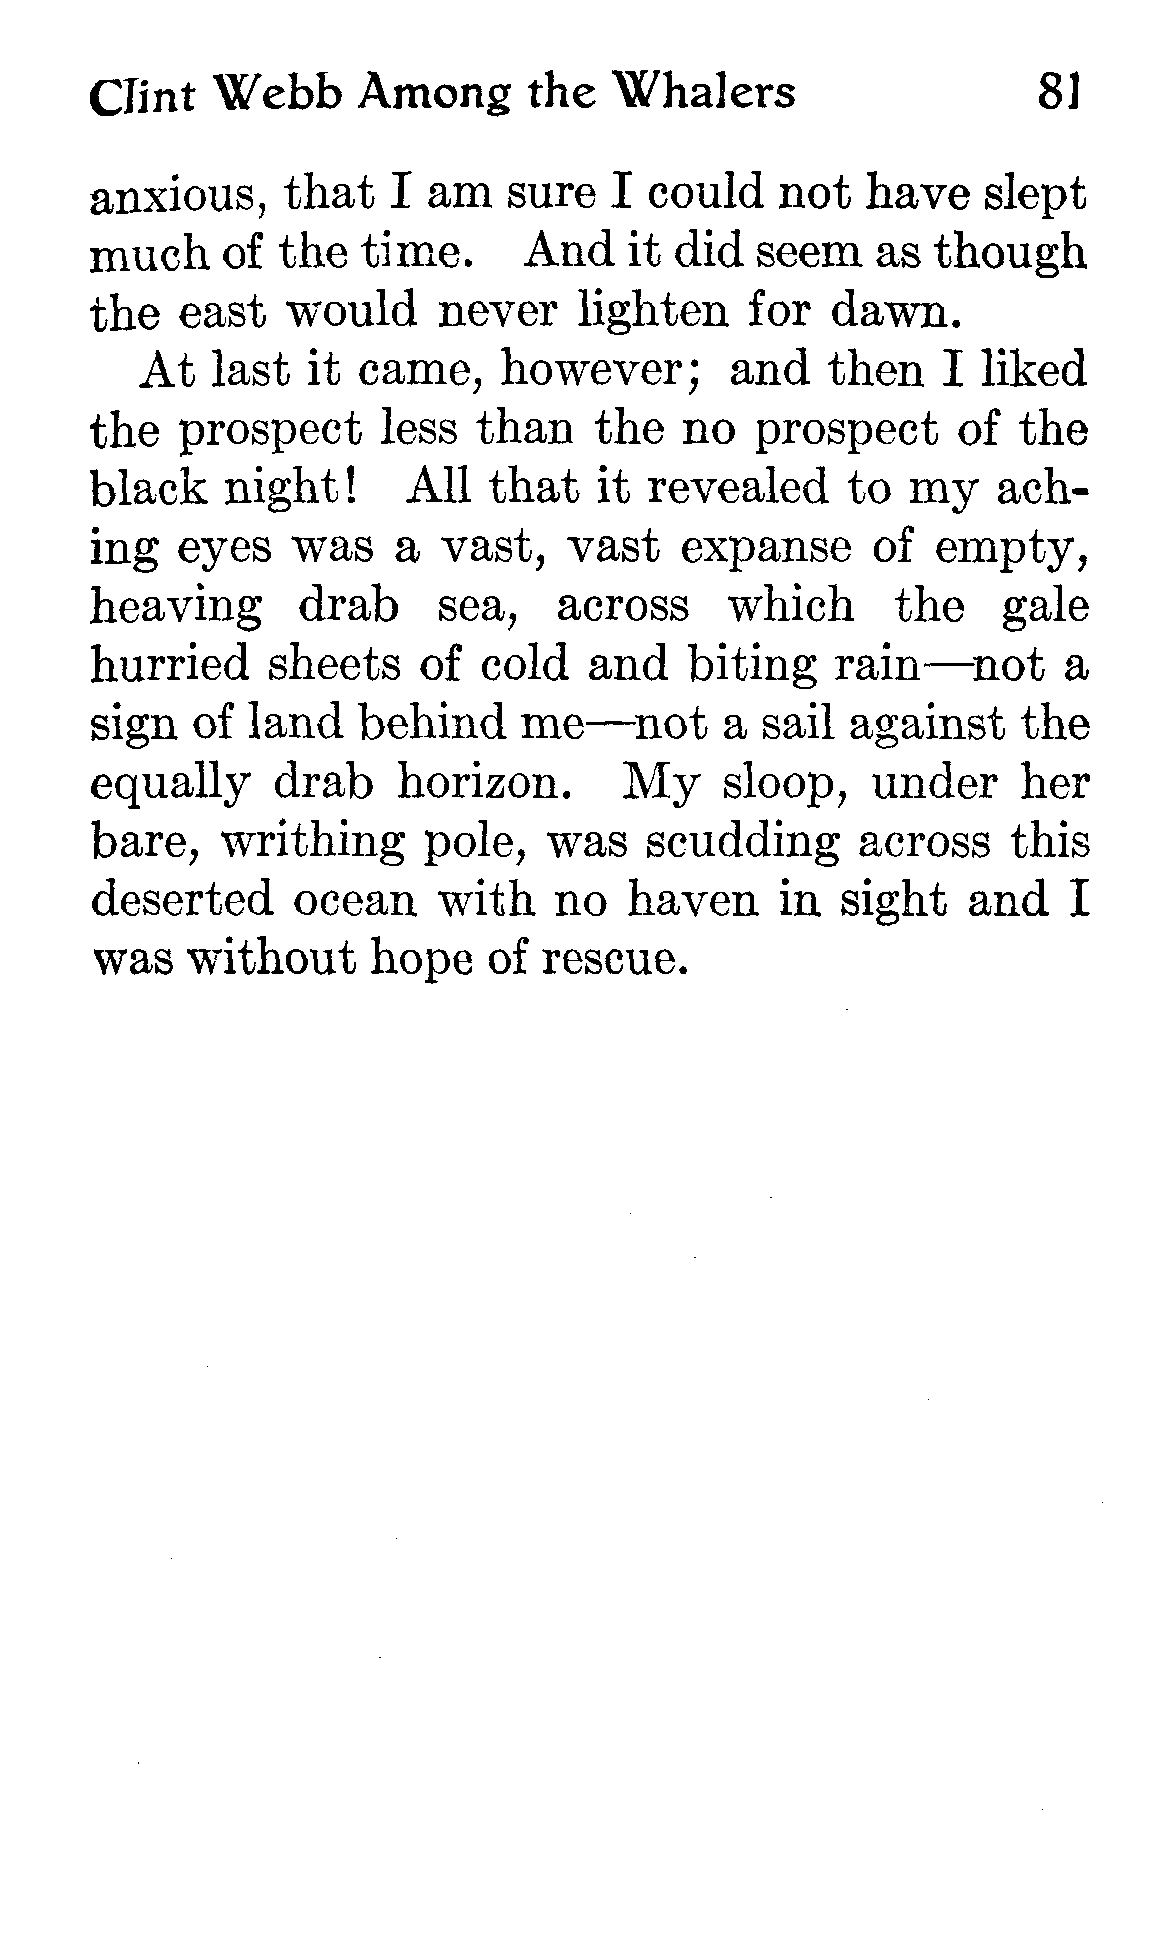 Clint Webb Among the Whalers 81
anxious, that I am sure I could not have slept
much of the time. And it did seem as though
the east would never lighten for dawn.
At last it came, however; and then I liked
the prospect less than the no prospect of the
black night! All that it revealed to my ach-
ing eyes was a vast, vast expanse of empty,
heaving drab sea, across which the gale
hurried sheets of cold and biting rain—not a
sign of land behind me—not a sail against the
equally drab horizon. My sloop, under her
bare, writhing pole, was scudding across this
deserted ocean with no haven in sight and I
was without hope of rescue.